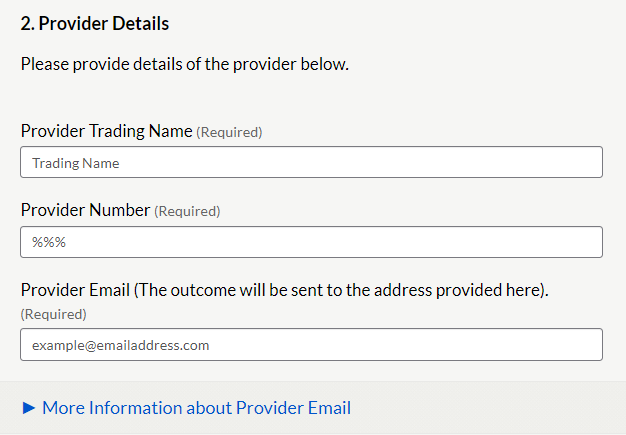 2. Provider Details
Please provide details of the provider below.
Provider Trading Name (Required)
Trading Name
Provider Number (Required)
%%%
Provider Email (The outcome will be sent to the address provided here).
(Required)
example@emailaddress.com
► More Information about Provider Email